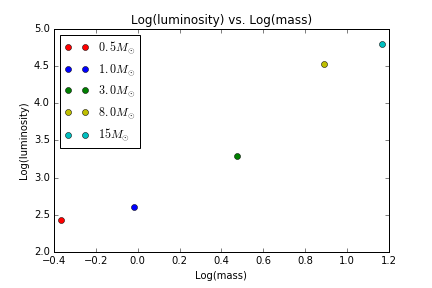 Log(luminosity) vs. Log(mass)
5.0
4.5
4.0
3.5
3.0
2.5
2.0
Log(luminosity)
0.5M☉
1.0M☉
3.0M☉
8.0M☉
15M☉
−0.4 −0.2 0.0 0.2 0.4 0.6 0.8 1.0 1.2
Log(mass)